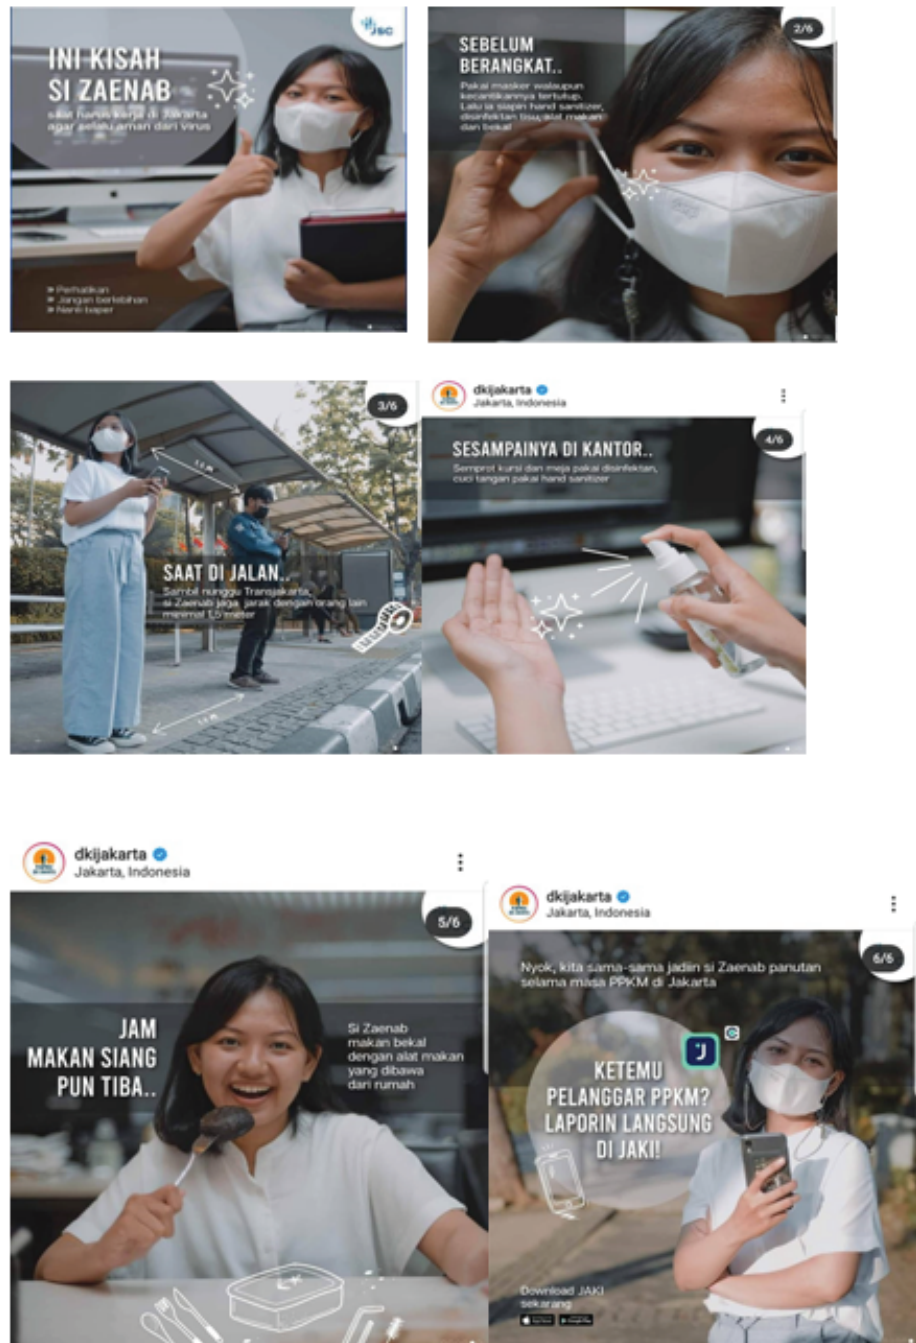 JSC
INI KISAH
SI ZAENAB
saat harus kerja di Jakarta
agar selalu aman dari virus
» Perhatikan
» Jangan berlebihan
» Nanti baper
2/6
SEBELUM
BERANGKAT..
Pakai masker walaupun
kecantikannya tertutup.
Lalu ia siapin hand sanitizer,
disinfektan tisu, alat makan
dan bekal
3/6
1.5 M
SAAT DI JALAN..
Sambil nunggu Transjakarta,
si Zaenab jaga jarak dengan orang lain
minimal 1,5 meter
1.5 M
dkijakarta
Jakarta, Indonesia
4/6
SESAMPAINYA DI KANTOR..
Semprot kursi dan meja pakai disinfektan,
cuci tangan pakai hand sanitizer
dkijakarta
Jakarta, Indonesia
5/6
JAM
MAKAN SIANG
PUN TIBA..
Si Zaenab
makan bekal
dengan alat makan
yang dibawa
dari rumah
dkijakarta
Jakarta, Indonesia
6/6
Nyok, kita sama-sama jadiin si Zaenab panutan
selama masa PPKM di Jakarta
KETEMU
PELANGGAR PPKM?
LAPORIN LANGSUNG
DI JAKI!
Download JAKI
sekarang